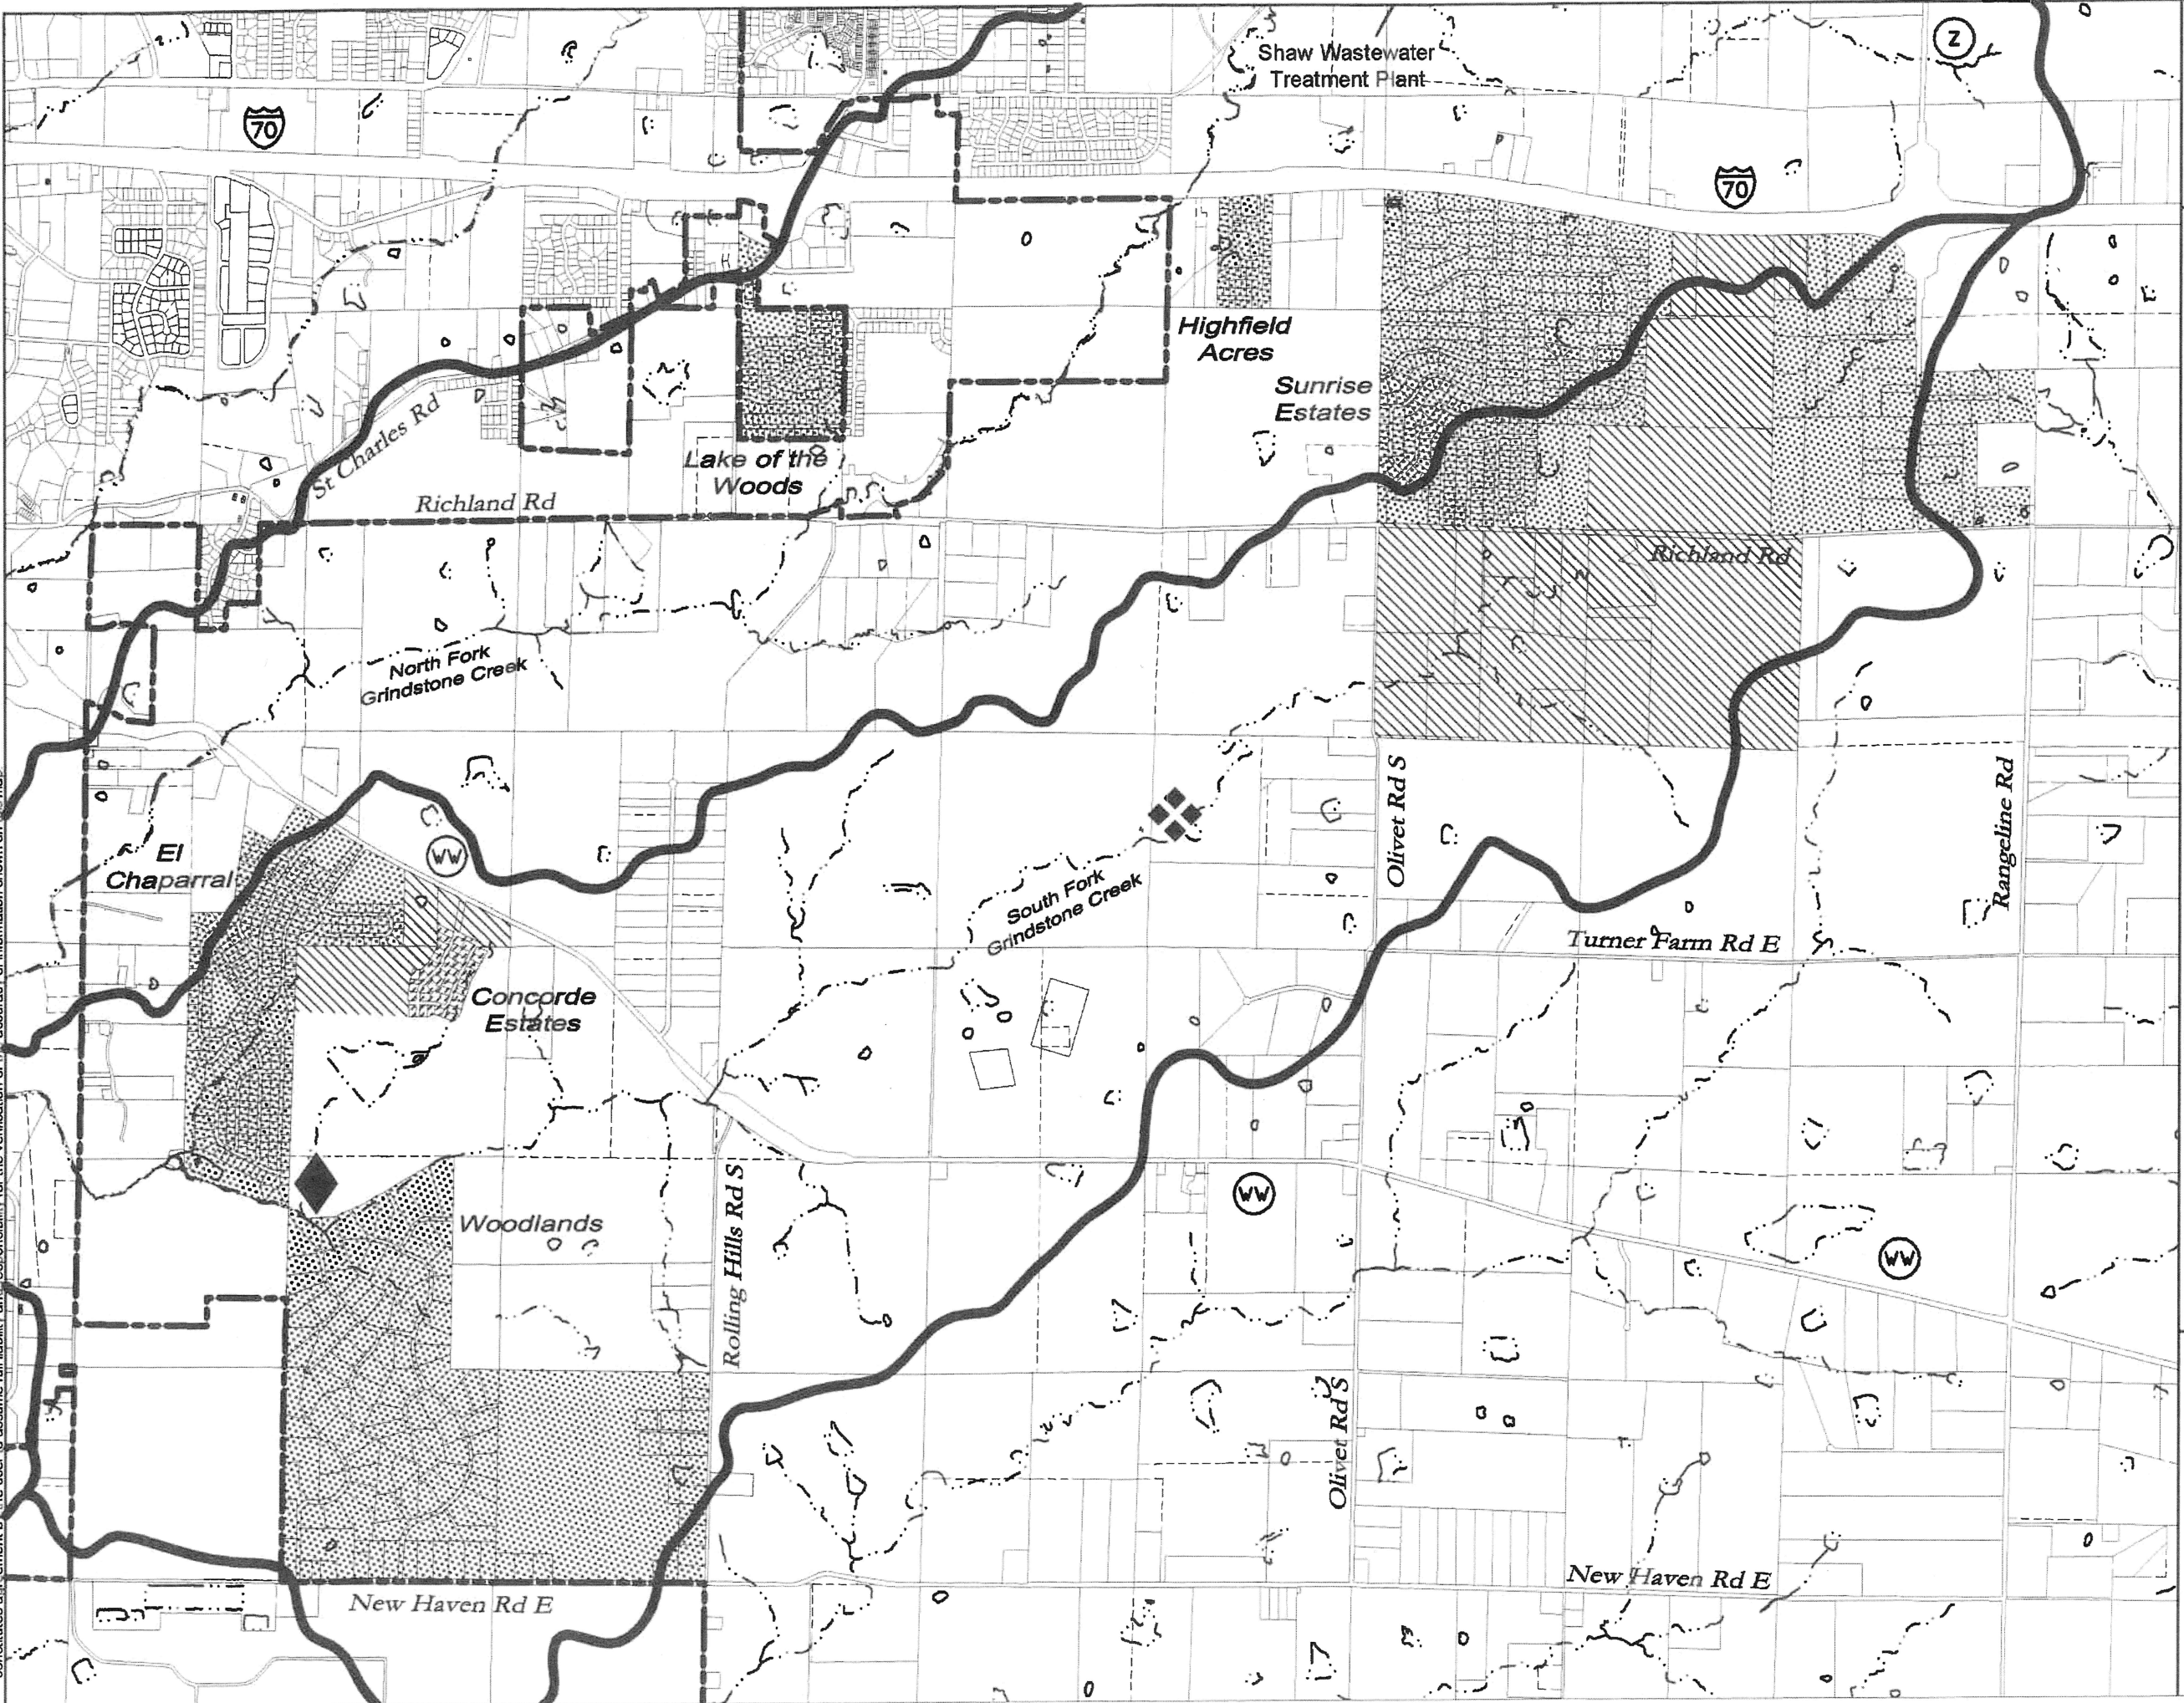 Z
Shaw Wastewater
Treatment Plant
70
70
Highfield
Acres
Sunrise
Estates
St Charles Rd
Lake of the
Woods
Richland Rd
Richland Rd
North Fork
Grindstone Creek
Olivet Rd S
Rangeline Rd
El
Chaparral
WW
South Fork
Grindstone Creek
Turner Farm Rd E
Concorde
Estates
WW
Rolling Hills Rd S
Woodlands
WW
Olivet Rd S
New Haven Rd E
New Haven Rd E